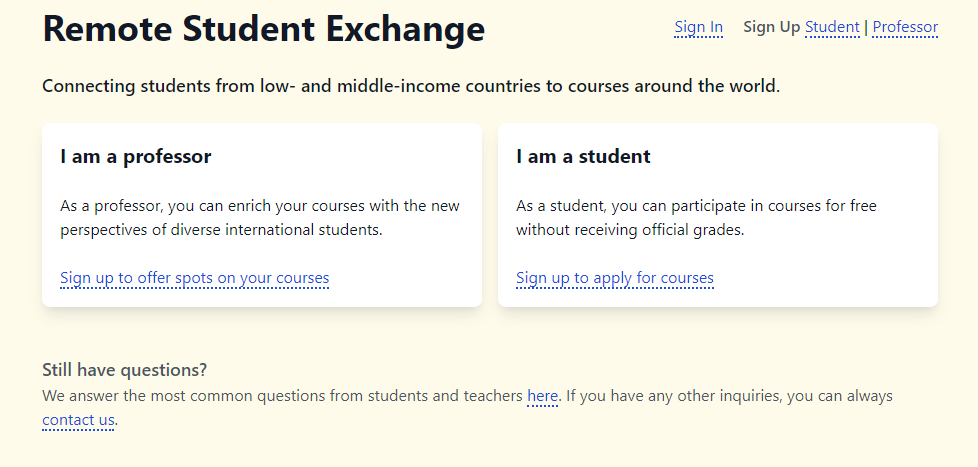 Remote Student Exchange
Sign In Sign Up Student | Professor
Connecting students from low- and middle-income countries to courses around the world.
I am a professor
As a professor, you can enrich your courses with the new
perspectives of diverse international students.
Sign up to offer spots on your courses
I am a student
As a student, you can participate in courses for free
without receiving official grades.
Sign up to apply for courses
Still have questions?
We answer the most common questions from students and teachers here. If you have any other inquiries, you can always
contact us.